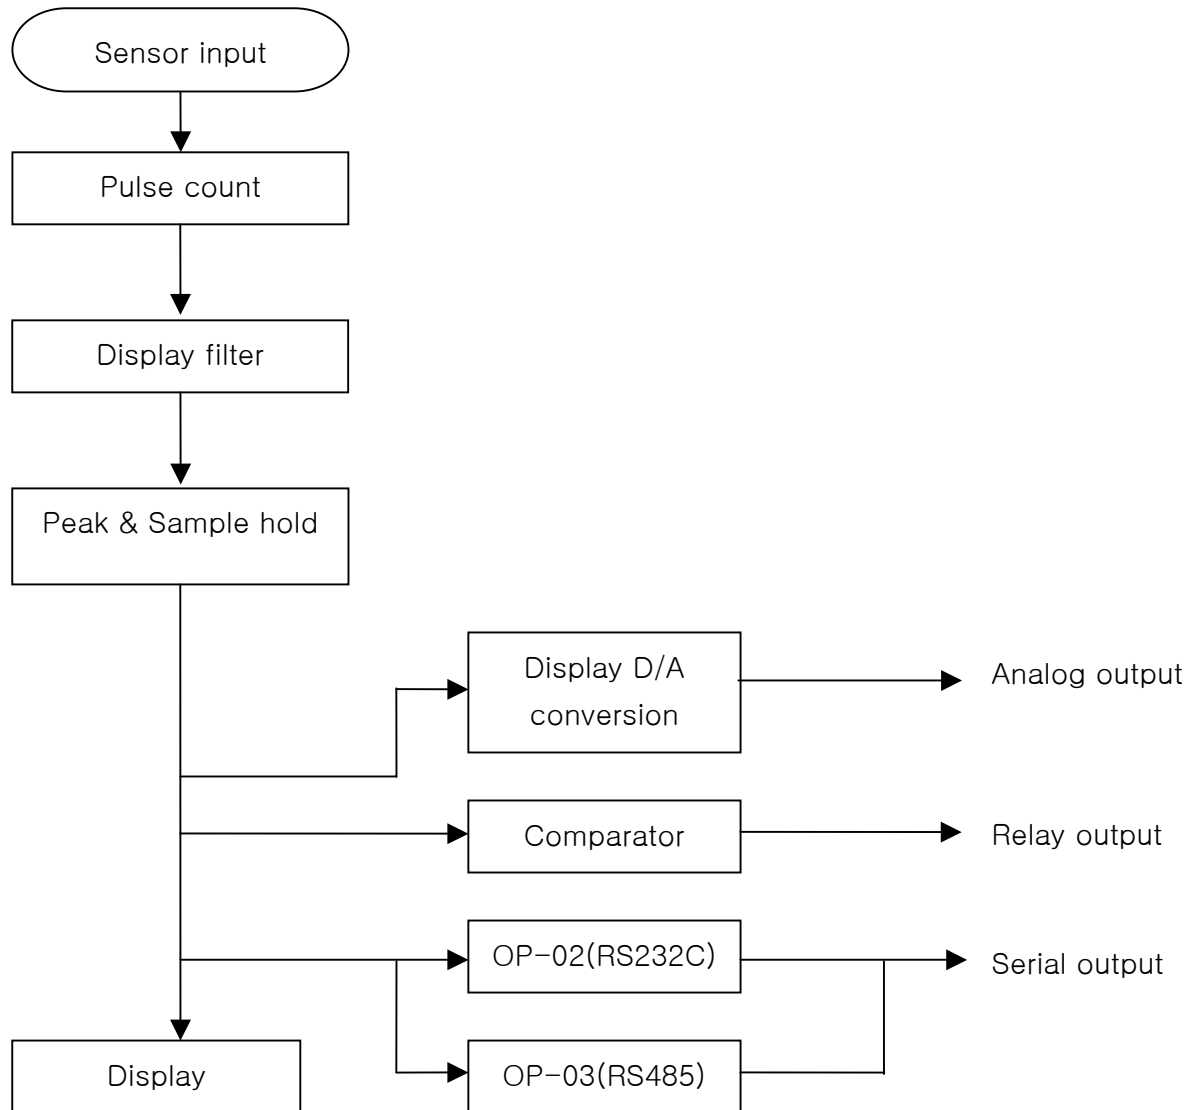 Sensor input
Pulse count
Display filter
Peak & Sample hold
Display D/A
conversion
Analog output
Comparator
Relay output
OP-02(RS232C)
Serial output
OP-03(RS485)
Display